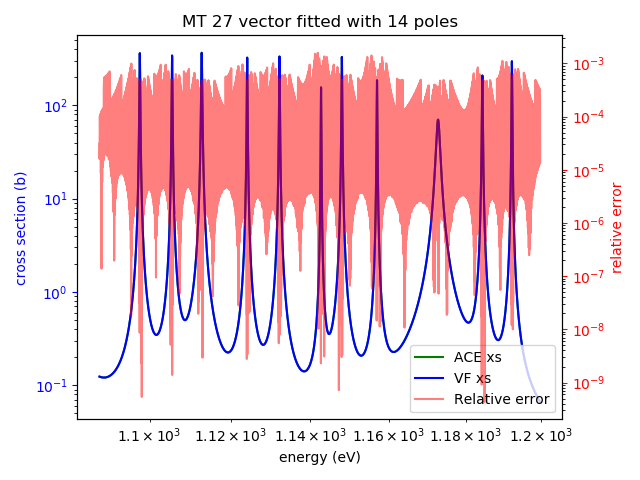 MT 27 vector fitted with 14 poles
cross section (b)
10²
10¹
10⁰
10⁻¹
10⁻³
10⁻⁴
10⁻⁵
10⁻⁶
10⁻⁷
10⁻⁸
10⁻⁹
relative error
ACE xs
VF xs
Relative error
1.1 × 10³ 1.12 × 10³ 1.14 × 10³ 1.16 × 10³ 1.18 × 10³ 1.2 × 10³
energy (eV)